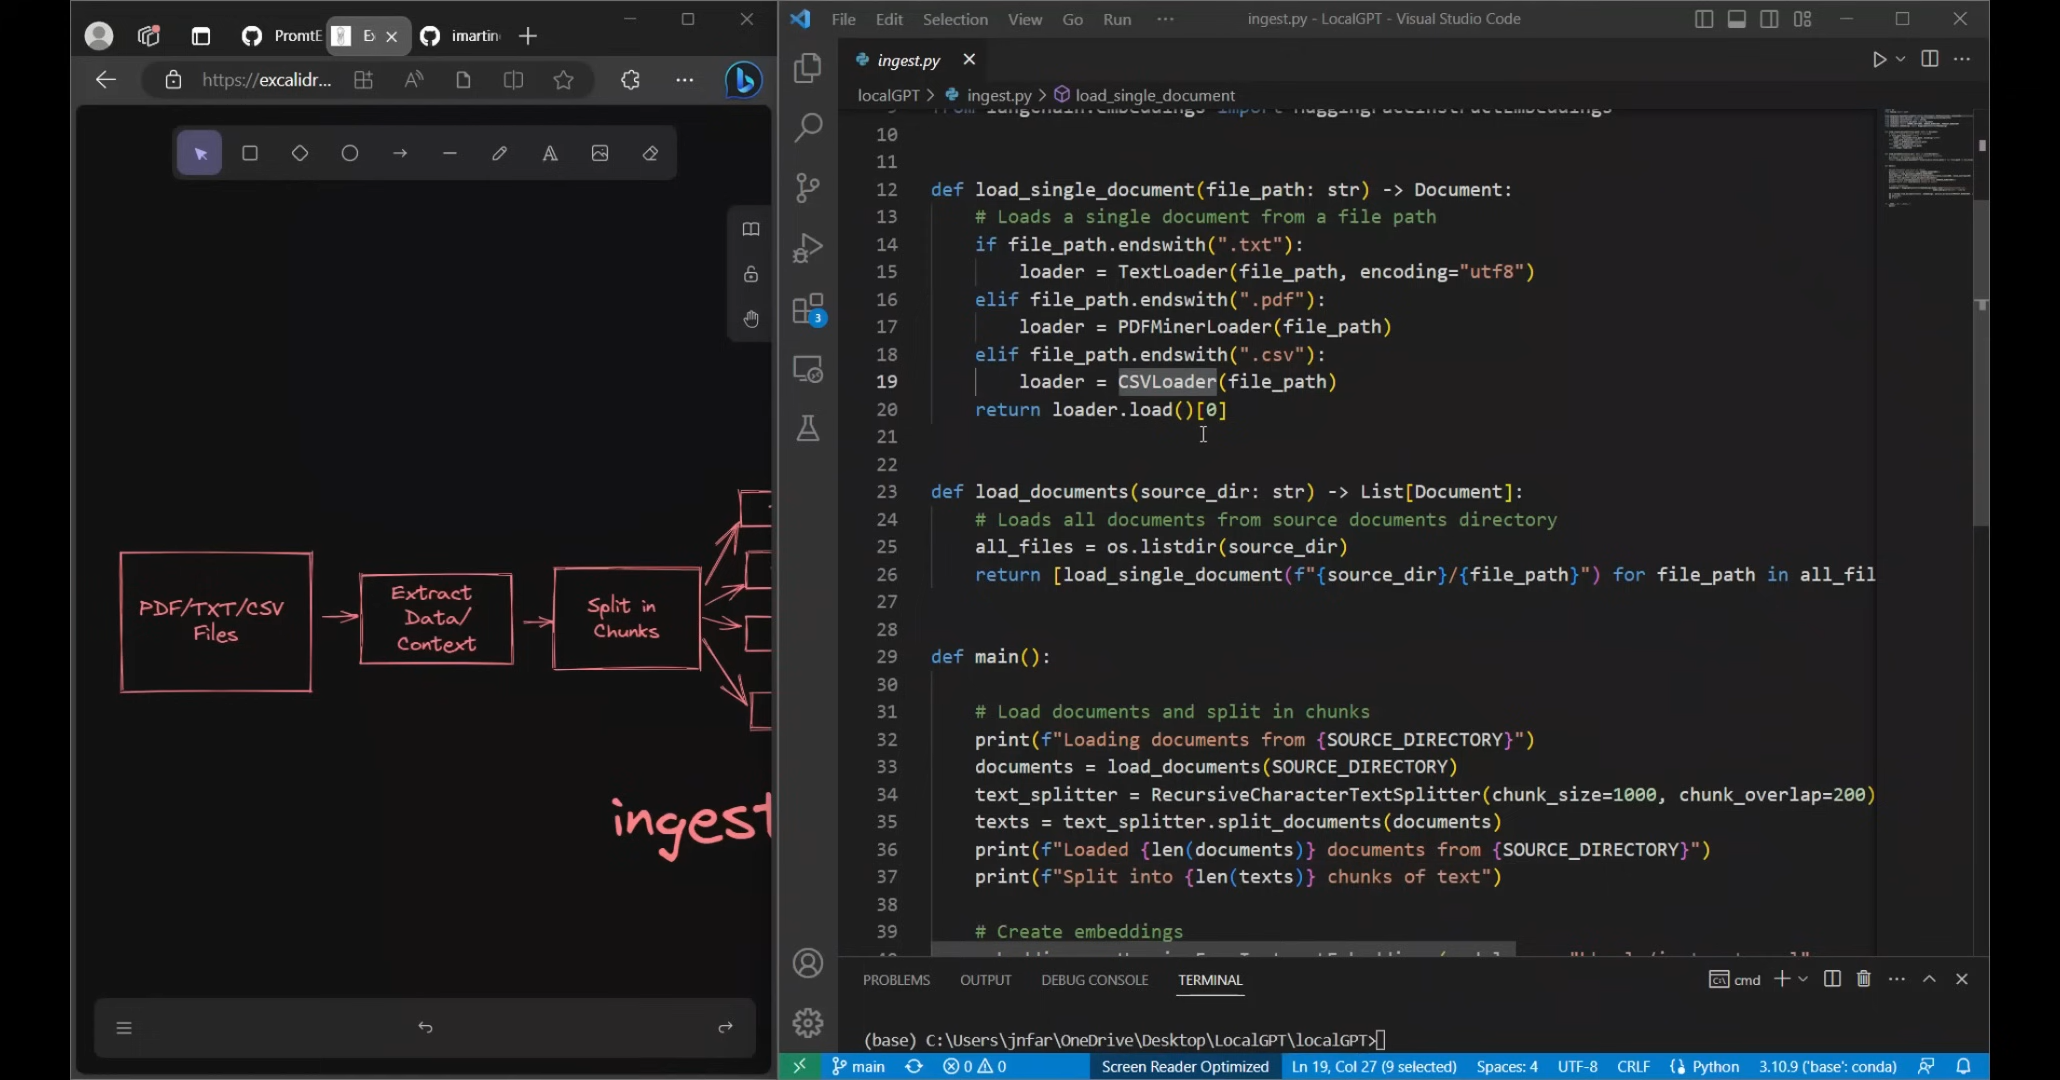 PromtE
Ex
imartin
https://excalidr...
PDF/TXT/CSV
Files
Extract
Data/
Context
Split in
Chunks
ingest
File Edit Selection View Go Run ...
ingest.py - LocalGPT - Visual Studio Code
ingest.py
localGPT > ingest.py > load_single_document
9 from langchain.embeddings import HuggingFaceInstructEmbeddings
10
11
12 def load_single_document(file_path: str) -> Document:
13 # Loads a single document from a file path
14 if file_path.endswith(".txt"):
15 loader = TextLoader(file_path, encoding="utf8")
16 elif file_path.endswith(".pdf"):
17 loader = PDFMinerLoader(file_path)
18 elif file_path.endswith(".csv"):
19 loader = CSVLoader(file_path)
20 return loader.load()[0]
21
22
23 def load_documents(source_dir: str) -> List[Document]:
24 # Loads all documents from source documents directory
25 all_files = os.listdir(source_dir)
26 return [load_single_document(f"{source_dir}/{file_path}") for file_path in all_fil
27
28
29 def main():
30
31 # Load documents and split in chunks
32 print(f"Loading documents from {SOURCE_DIRECTORY}")
33 documents = load_documents(SOURCE_DIRECTORY)
34 text_splitter = RecursiveCharacterTextSplitter(chunk_size=1000, chunk_overlap=200)
35 texts = text_splitter.split_documents(documents)
36 print(f"Loaded {len(documents)} documents from {SOURCE_DIRECTORY}")
37 print(f"Split into {len(texts)} chunks of text")
38
39 # Create embeddings
3
PROBLEMS OUTPUT DEBUG CONSOLE TERMINAL
cmd
(base) C:\Users\jnfar\OneDrive\Desktop\LocalGPT\localGPT>
main 0 0 Screen Reader Optimized Ln 19, Col 27 (9 selected) Spaces: 4 UTF-8 CRLF Python 3.10.9 ('base': conda)